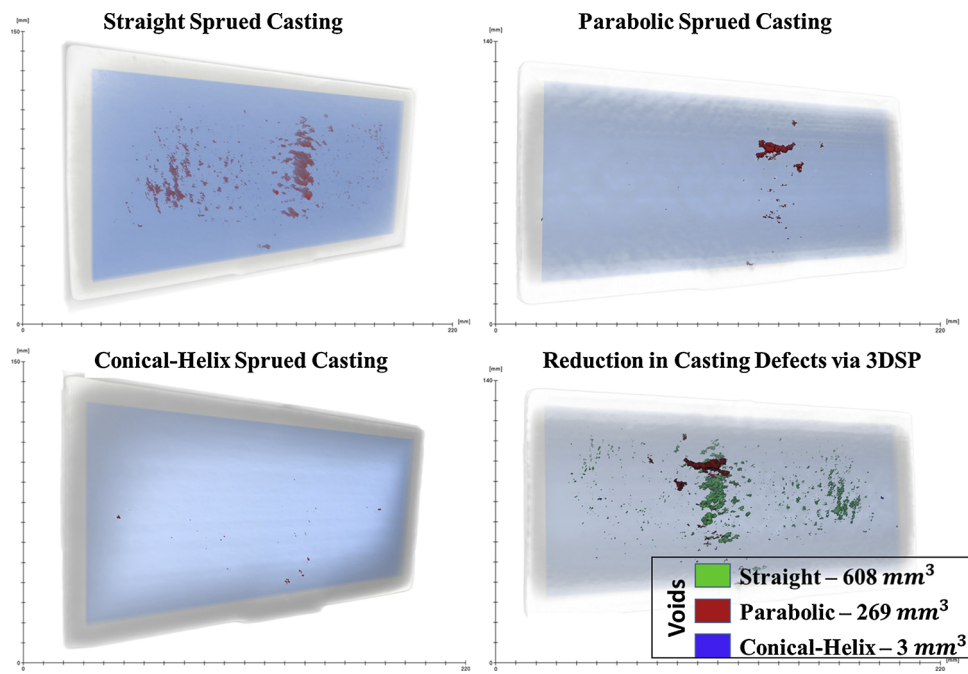 Straight Sprued Casting
[mm]
150
0
220
[mm]
Parabolic Sprued Casting
[mm]
140
0
220
[mm]
Conical-Helix Sprued Casting
[mm]
150
0
220
[mm]
Reduction in Casting Defects via 3DSP
[mm]
140
Voids
Straight – 608 mm³
Parabolic – 269 mm³
Conical-Helix – 3 mm³
0
220
[mm]